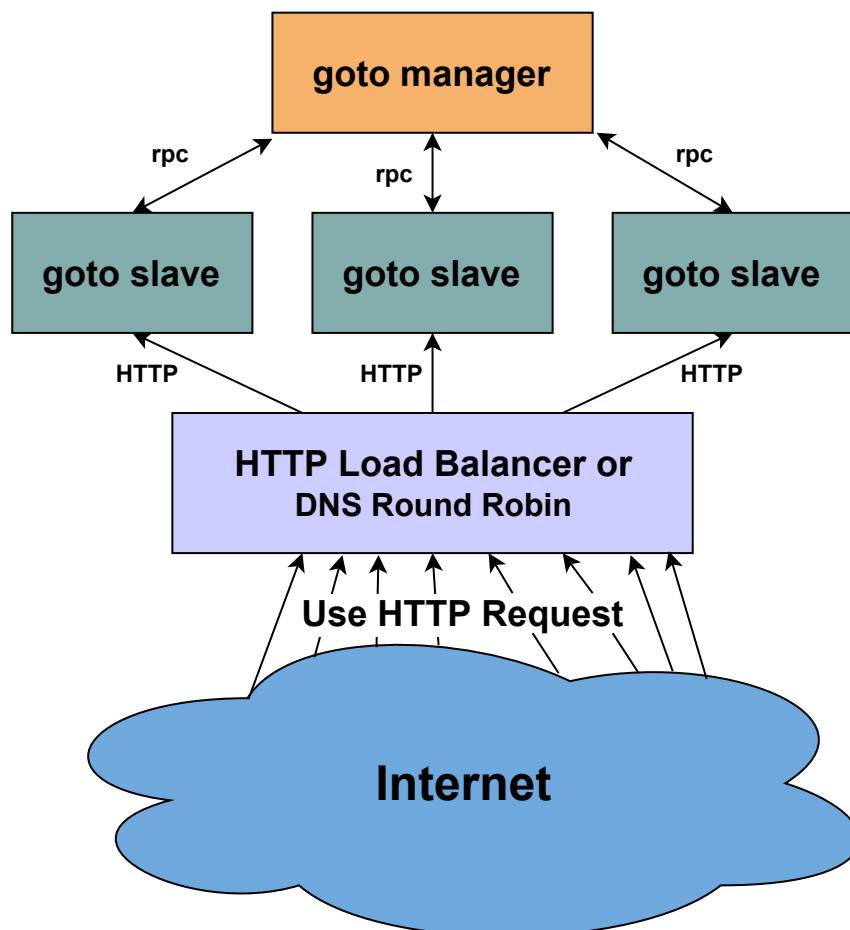 goto manager
rpc
rpc
rpc
goto slave
goto slave
goto slave
HTTP
HTTP
HTTP
HTTP Load Balancer or
DNS Round Robin
Use HTTP Request
Internet